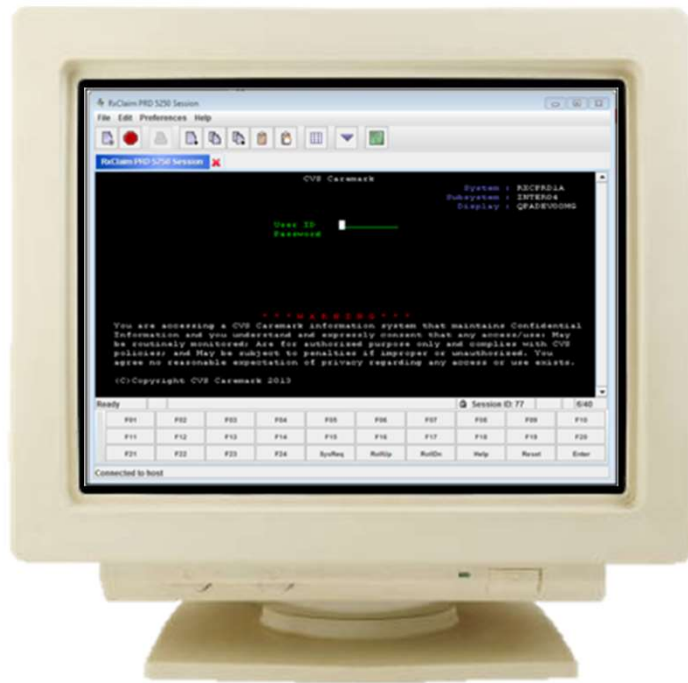 RxClaim PRD 5250 Session
File Edit Preferences Help
RxClaim PRD 5250 Session
CVS Caremark
System : RXCPRD1A
Subsystem : INTER04
Display : QPADEV00MG
User ID
Password
* * * W A R N I N G * * *
You are accessing a CVS Caremark information system that maintains Confidential
Information and you understand and expressly consent that any access/use: May
be routinely monitored; Are for authorized purpose only and complies with CVS
policies; and May be subject to penalties if improper or unauthorized. You
agree no reasonable expectation of privacy regarding any access or use exists.
(C)Copyright CVS Caremark 2013
Ready Session ID: 77 6/40
F01 F02 F03 F04 F05 F06 F07 F08 F09 F10
F11 F12 F13 F14 F15 F16 F17 F18 F19 F20
F21 F22 F23 F24 SysReq RollUp RollDn Help Reset Enter
Connected to host